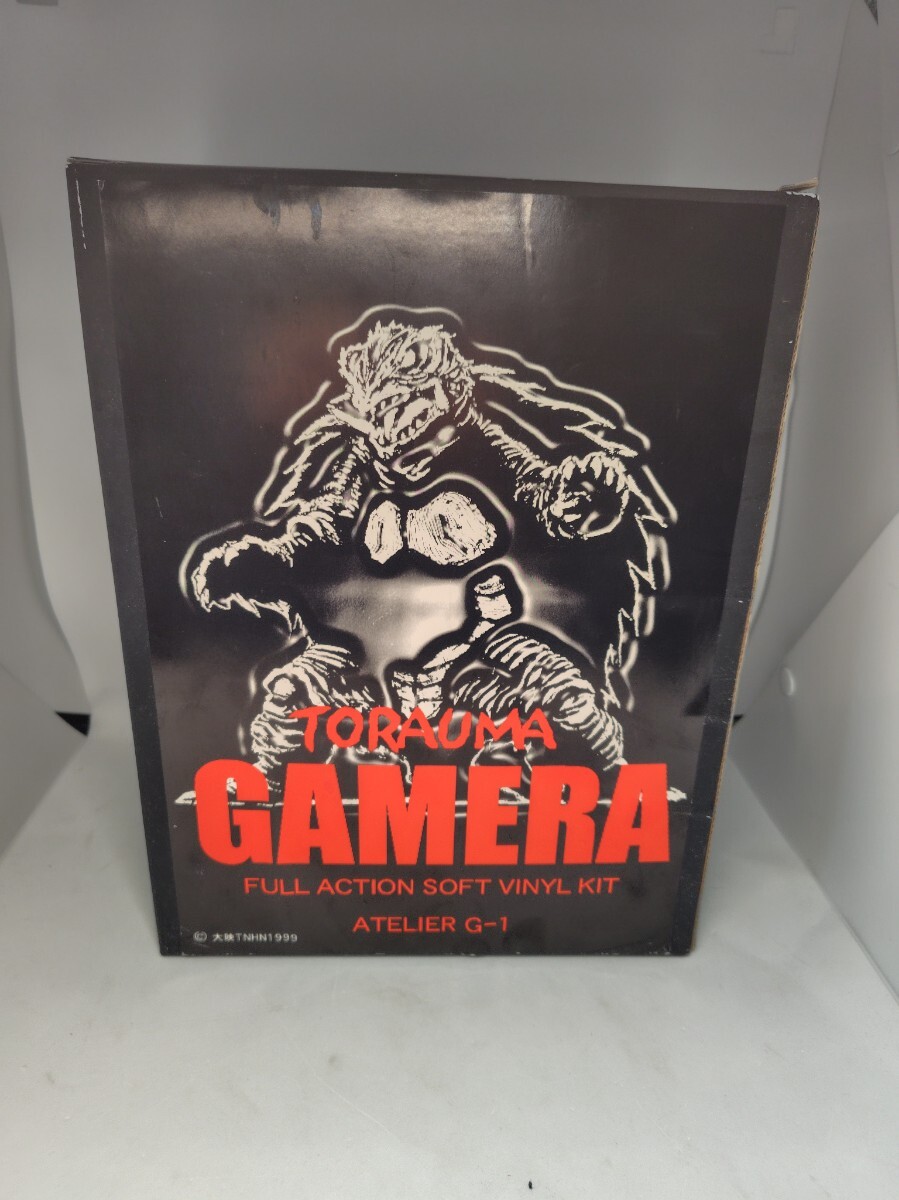 TORAUMA
GAMERA
FULL ACTION SOFT VINYL KIT
ATELIER G-1
© 大映TNHN1999